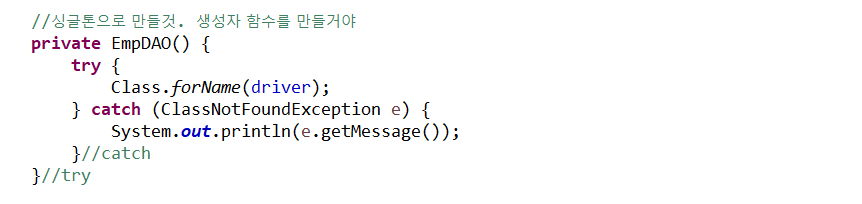 //싱글톤으로 만들것. 생성자 함수를 만들거야
private EmpDAO() {
    try {
        Class.forName(driver);
    } catch (ClassNotFoundException e) {
        System.out.println(e.getMessage());
    }//catch
}//try